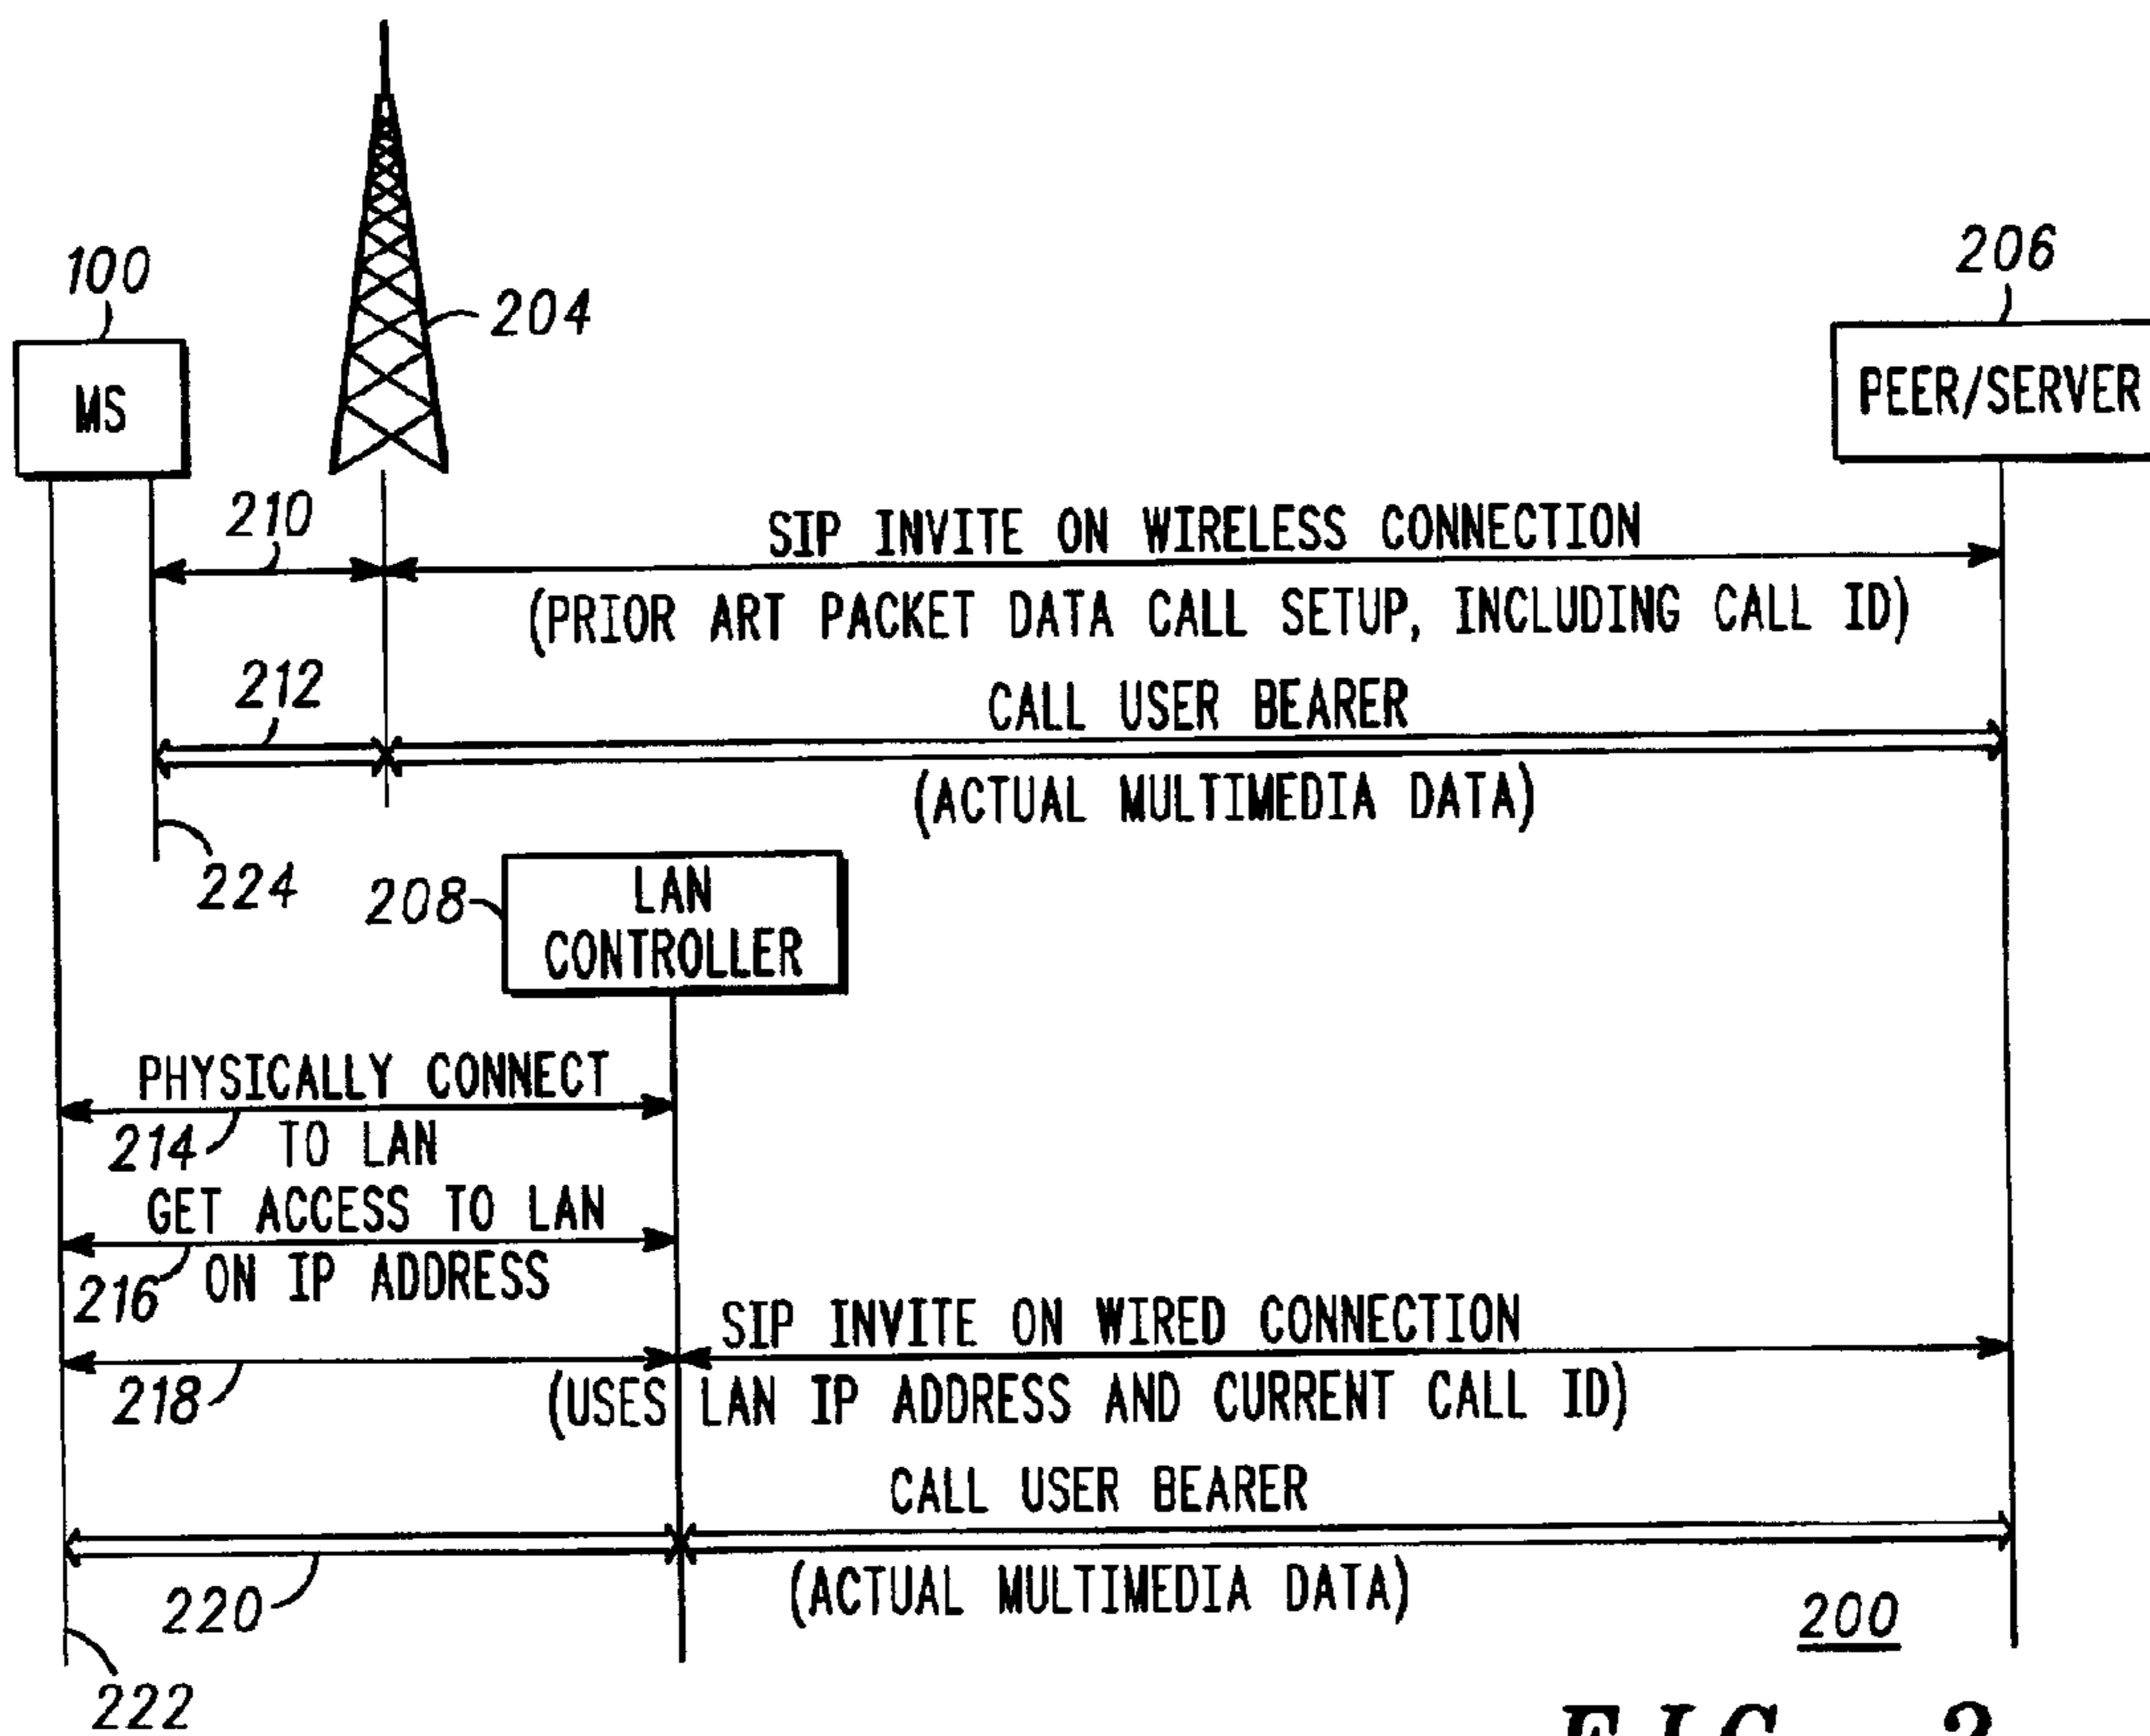 100
204
206
MS
PEER/SERVER
210
SIP INVITE ON WIRELESS CONNECTION
(PRIOR ART PACKET DATA CALL SETUP, INCLUDING CALL ID)
212
CALL USER BEARER
(ACTUAL MULTIMEDIA DATA)
224
208
LAN
CONTROLLER
PHYSICALLY CONNECT
214
TO LAN
GET ACCESS TO LAN
216
ON IP ADDRESS
SIP INVITE ON WIRED CONNECTION
218
(USES LAN IP ADDRESS AND CURRENT CALL ID)
CALL USER BEARER
220
(ACTUAL MULTIMEDIA DATA)
200
222
FIG. 2